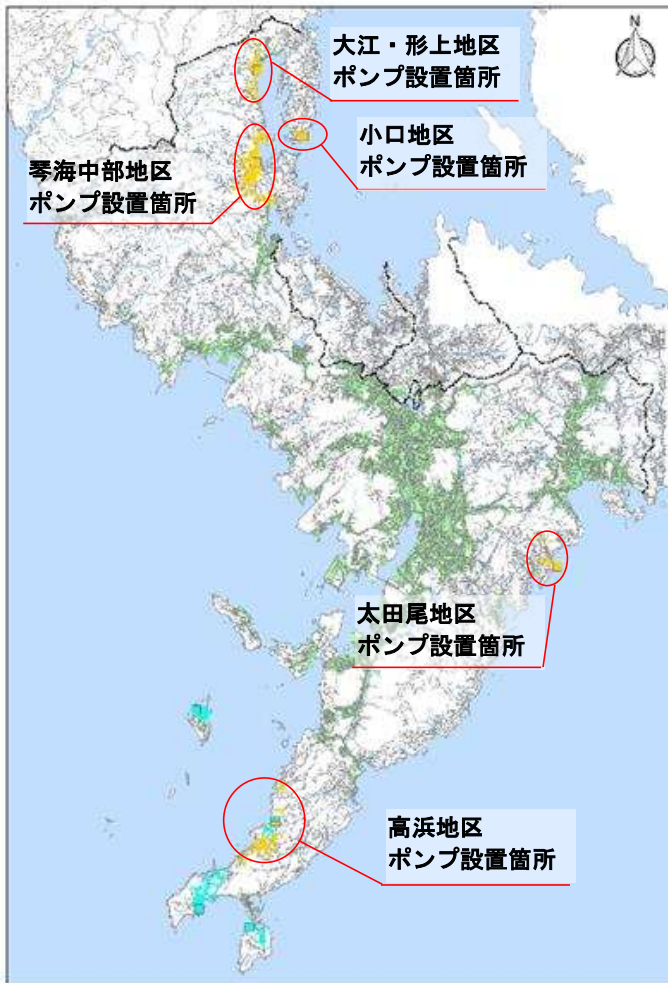 N
大江・形上地区
ポンプ設置箇所
小口地区
ポンプ設置箇所
琴海中部地区
ポンプ設置箇所
太田尾地区
ポンプ設置箇所
高浜地区
ポンプ設置箇所